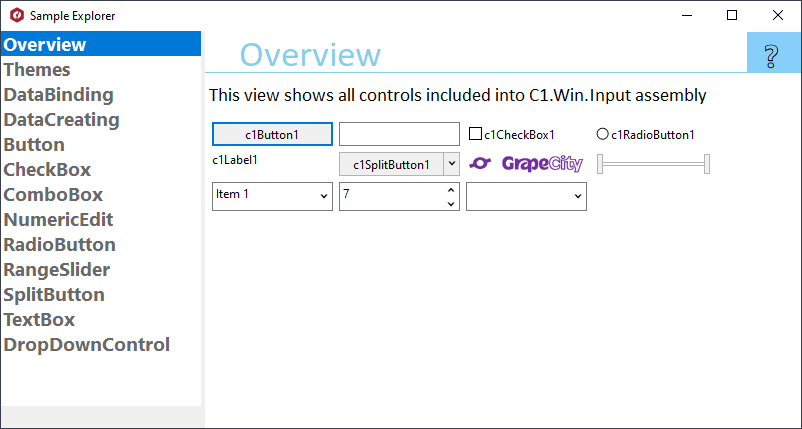 Sample Explorer
Overview
Themes
DataBinding
DataCreating
Button
CheckBox
ComboBox
NumericEdit
RadioButton
RangeSlider
SplitButton
TextBox
DropDownControl
Overview
?
This view shows all controls included into C1.Win.Input assembly
c1Button1
c1CheckBox1
c1RadioButton1
c1Label1
c1SplitButton1
GrapeCity
Item 1
7